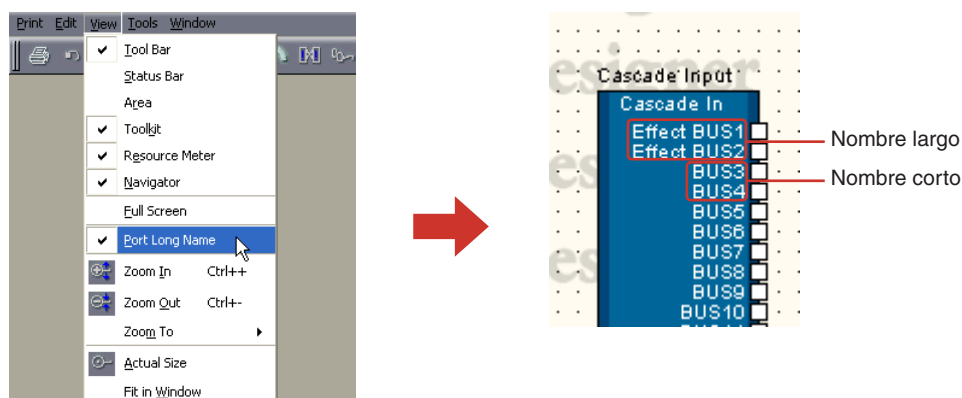 Print Edit View Tools Window
Tool Bar
Status Bar
Area
Toolkit
Resource Meter
Navigator
Full Screen
Port Long Name
Zoom In Ctrl++
Zoom Out Ctrl+-
Zoom To
Actual Size
Fit in Window
esigner
Cascade Input
Cascade In
Effect BUS1
Effect BUS2
BUS3
BUS4
BUS5
BUS6
BUS7
BUS8
BUS9
BUS10
Nombre largo
Nombre corto